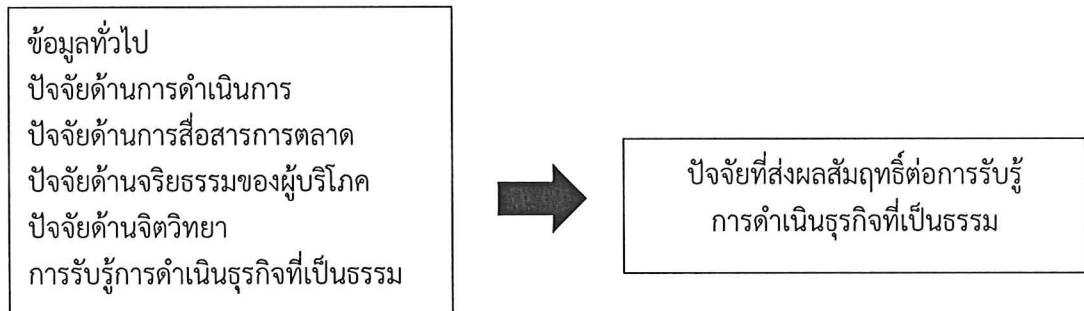 ข้อมูลทั่วไป
ปัจจัยด้านการดำเนินการ
ปัจจัยด้านการสื่อสารการตลาด
ปัจจัยด้านจริยธรรมของผู้บริโภค
ปัจจัยด้านจิตวิทยา
การรับรู้การดำเนินธุรกิจที่เป็นธรรม
ปัจจัยที่ส่งผลสัมฤทธิ์ต่อการรับรู้
การดำเนินธุรกิจที่เป็นธรรม